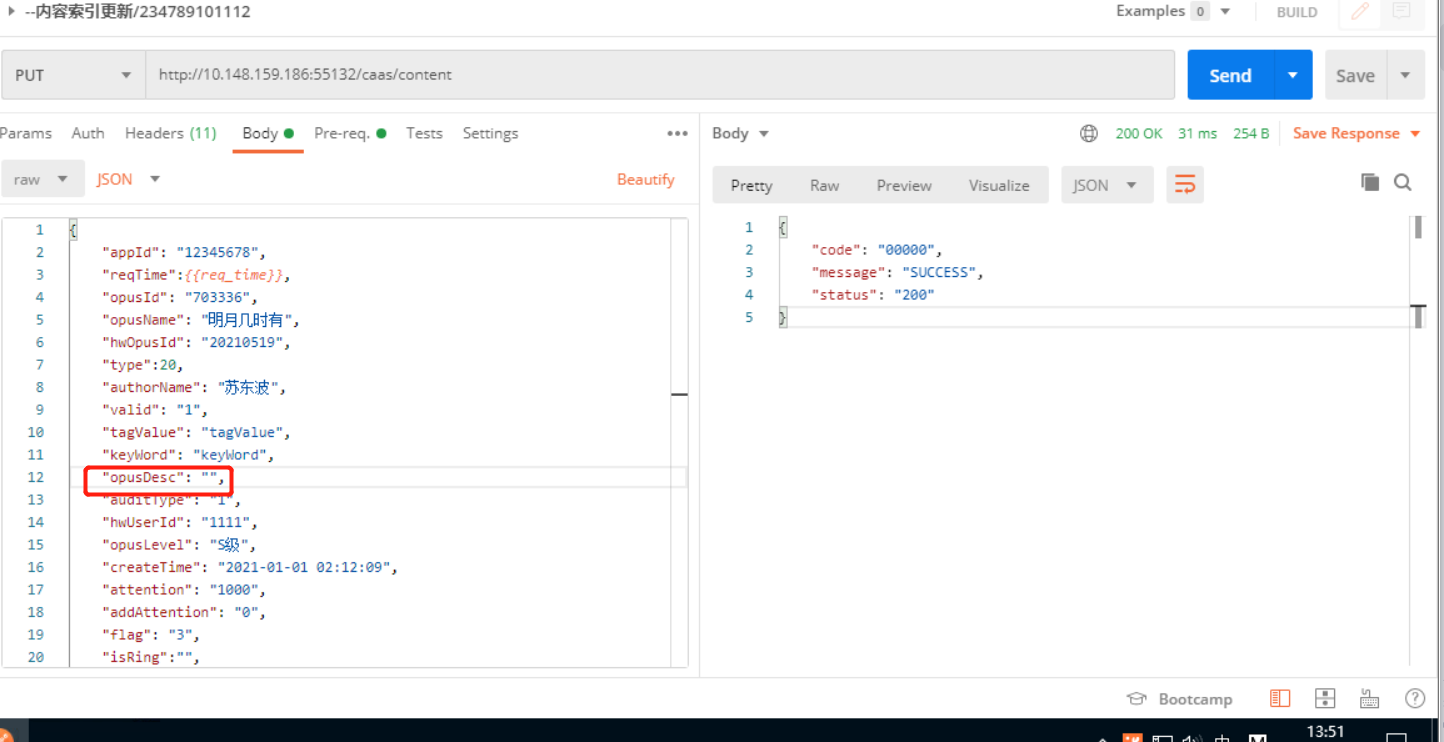 --内容索引更新/234789101112
Examples 0 BUILD
PUT http://10.148.159.186:55132/caas/content Send Save
Params Auth Headers (11) Body Pre-req. Tests Settings
Body 200 OK 31 ms 254 B Save Response
raw JSON Beautify
Pretty Raw Preview Visualize JSON
1 {
2 "appId": "12345678",
3 "reqTime":{{req_time}},
4 "opusId": "703336",
5 "opusName": "明月几时有",
6 "hwOpusId": "20210519",
7 "type":20,
8 "authorName": "苏东波",
9 "valid": "1",
10 "tagValue": "tagValue",
11 "keyWord": "keyWord",
12 "opusDesc": "",
13 "auditType": "1",
14 "hwUserId": "1111",
15 "opusLevel": "S级",
16 "createTime": "2021-01-01 02:12:09",
17 "attention": "1000",
18 "addAttention": "0",
19 "flag": "3",
20 "isRing":"",
1 {
2 "code": "00000",
3 "message": "SUCCESS",
4 "status": "200"
5 }
Bootcamp
中
13:51